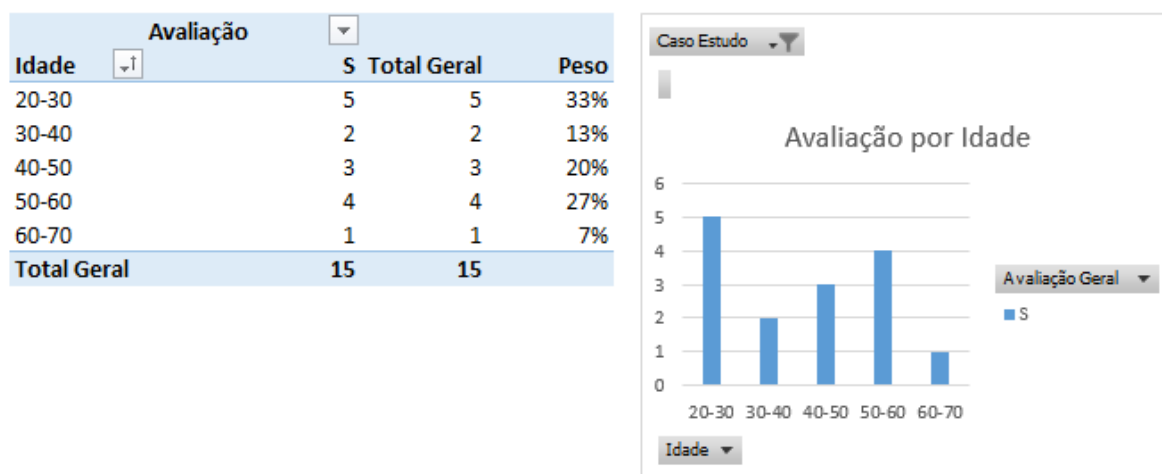 Avaliação
Idade S Total Geral Peso
20-30 5 5 33%
30-40 2 2 13%
40-50 3 3 20%
50-60 4 4 27%
60-70 1 1 7%
Total Geral 15 15
Caso Estudo
Avaliação por Idade
6
5
4
3
2
1
0
20-30 30-40 40-50 50-60 60-70
Avaliação Geral
S
Idade